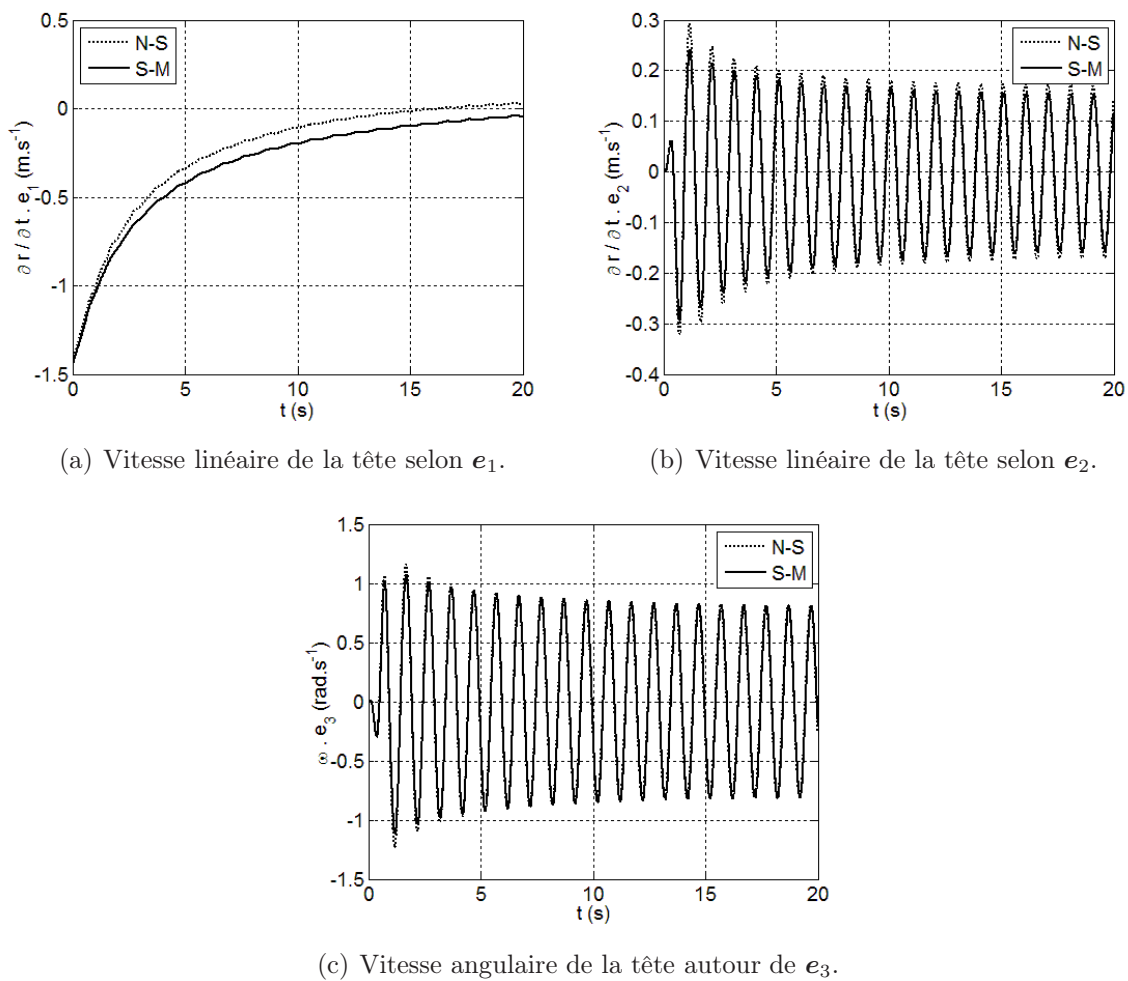 0.5
0
-0.5
-1
-1.5
0 5 10 15 20
∂ r / ∂ t . e1 (m.s-1)
t (s)
N-S
S-M
(a) Vitesse linéaire de la tête selon e1.
0.3
0.2
0.1
0
-0.1
-0.2
-0.3
-0.4
0 5 10 15 20
∂ r / ∂ t. e2 (m.s-1)
t (s)
N-S
S-M
(b) Vitesse linéaire de la tête selon e2.
1.5
1
0.5
0
-0.5
-1
-1.5
0 5 10 15 20
ω . e3 (rad.s-1)
t (s)
N-S
S-M
(c) Vitesse angulaire de la tête autour de e3.